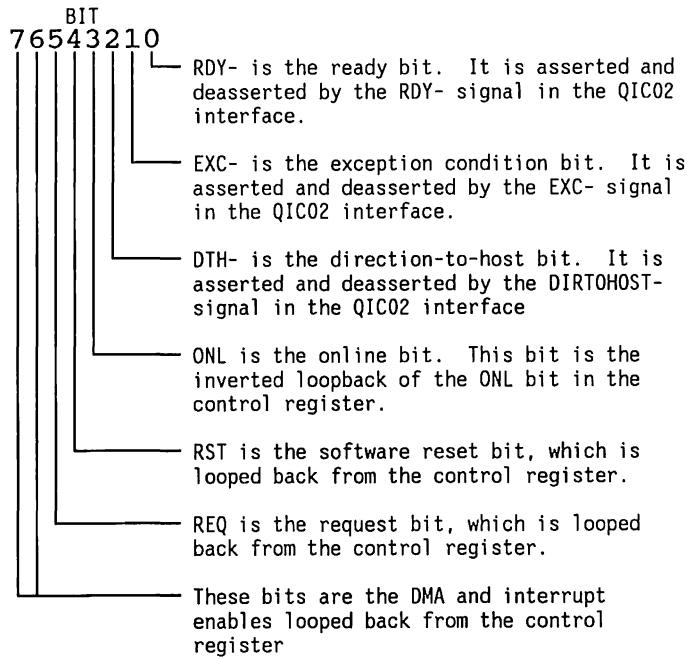 BIT
76543210
RDY- is the ready bit. It is asserted and
deasserted by the RDY- signal in the QIC02
interface.
EXC- is the exception condition bit. It is
asserted and deasserted by the EXC- signal
in the QIC02 interface.
DTH- is the direction-to-host bit. It is
asserted and deasserted by the DIRTOHOST-
signal in the QIC02 interface
ONL is the online bit. This bit is the
inverted loopback of the ONL bit in the
control register.
RST is the software reset bit, which is
looped back from the control register.
REQ is the request bit, which is looped
back from the control register.
These bits are the DMA and interrupt
enables looped back from the control
register